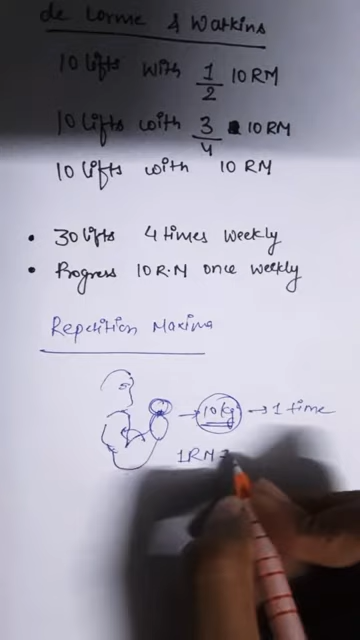 de Lorme & Watkins
10 lifts with 1/2 10 RM
10 lifts with 3/4 10 RM
10 lifts with 10 RM
• 30 lifts 4 times weekly
• Progress 10 R.M once weekly
Repetition Maxima
→ 10kg → 1 time
1RM =